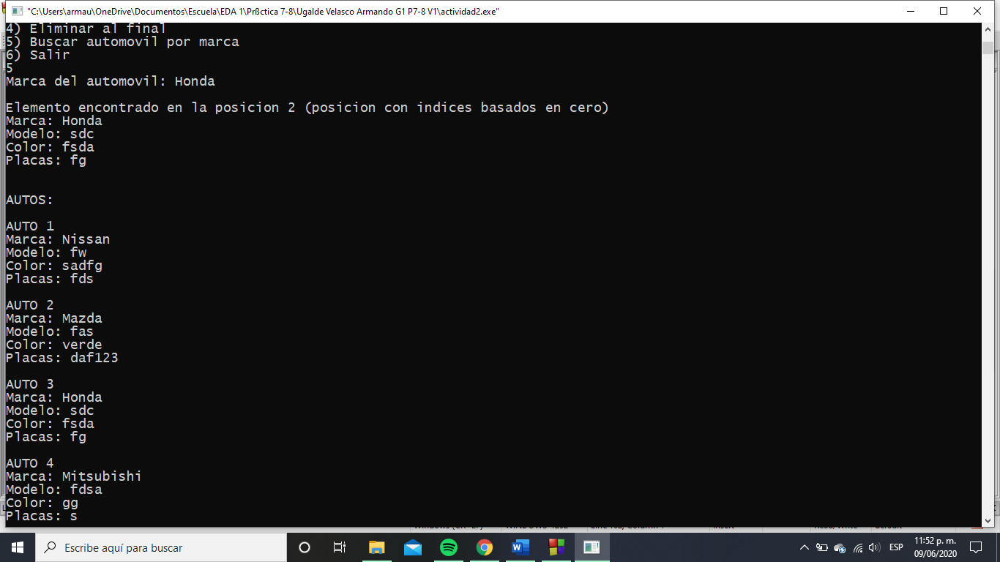 "C:\Users\armau\OneDrive\Documentos\Escuela\EDA 1\Prßctica 7-8\Ugalde Velasco Armando G1 P7-8 V1\actividad2.exe"
4) Eliminar al final
5) Buscar automovil por marca
6) Salir
5
Marca del automovil: Honda
Elemento encontrado en la posicion 2 (posicion con indices basados en cero)
Marca: Honda
Modelo: sdc
Color: fsda
Placas: fg
AUTOS:
AUTO 1
Marca: Nissan
Modelo: fw
Color: sadfg
Placas: fds
AUTO 2
Marca: Mazda
Modelo: fas
Color: verde
Placas: daf123
AUTO 3
Marca: Honda
Modelo: sdc
Color: fsda
Placas: fg
AUTO 4
Marca: Mitsubishi
Modelo: fdsa
Color: gg
Placas: s
Escribe aquí para buscar
ESP
11:52 p. m.
09/06/2020